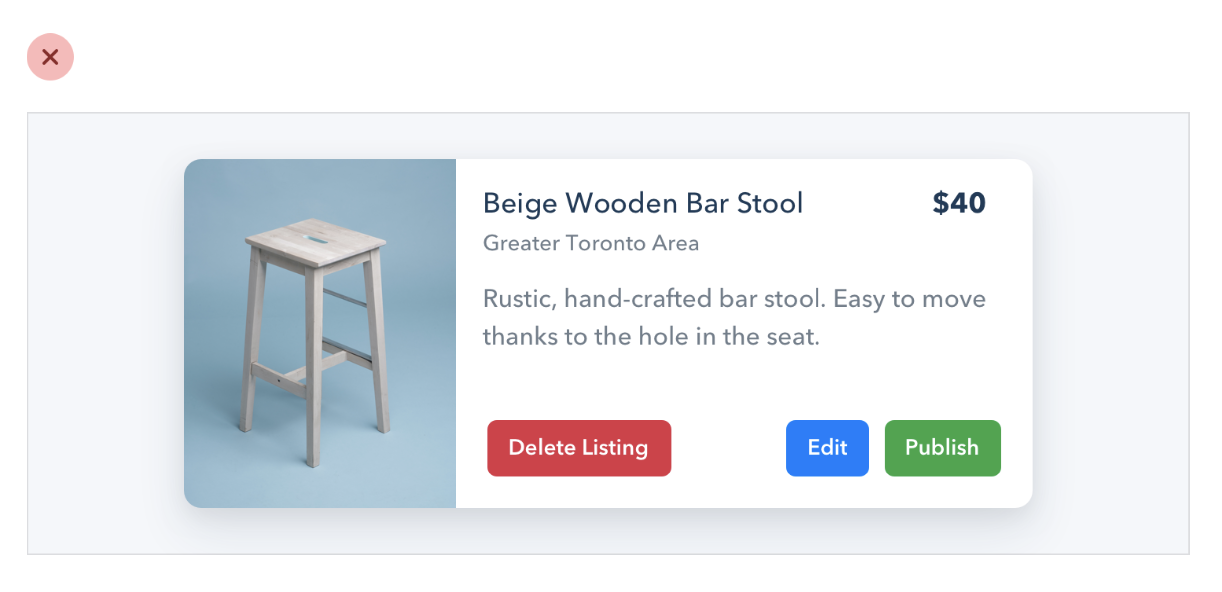 Beige Wooden Bar Stool
$40
Greater Toronto Area
Rustic, hand-crafted bar stool. Easy to move
thanks to the hole in the seat.
Delete Listing
Edit
Publish